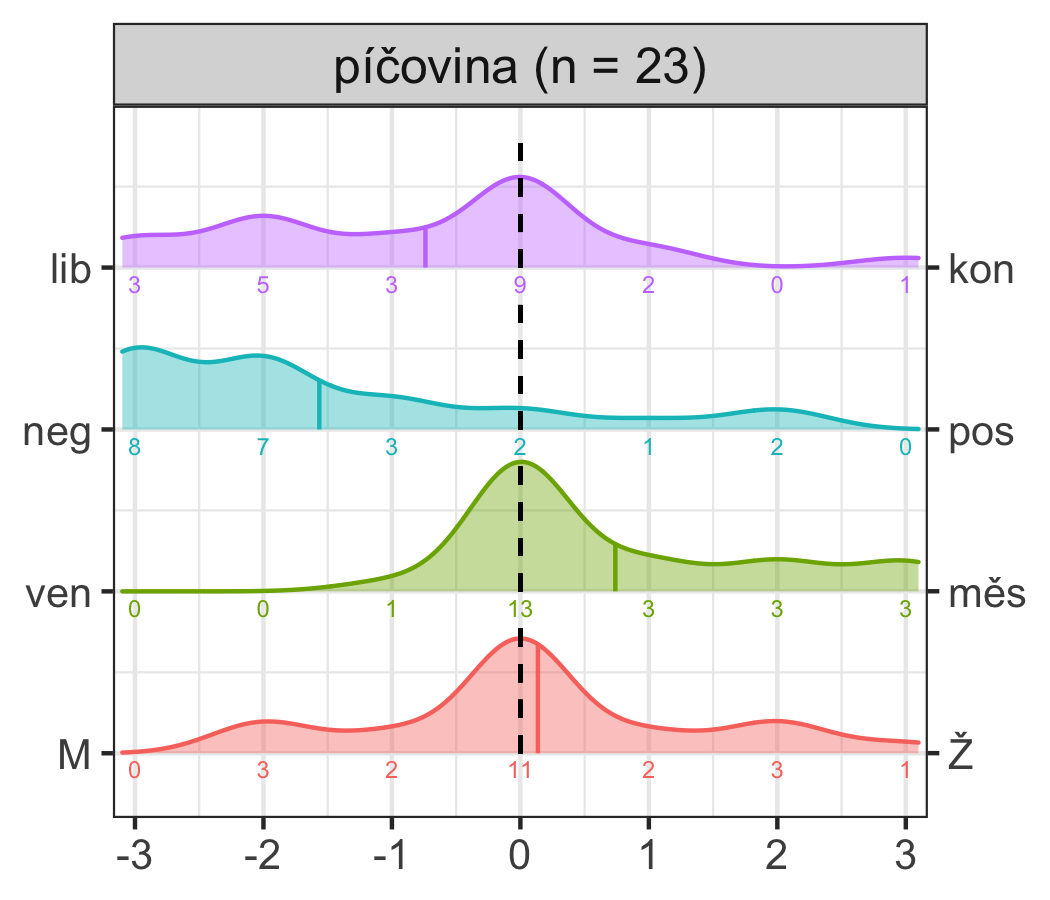 píčovina (n = 23)
lib kon
3 5 3 9 2 0 1
neg pos
8 7 3 2 1 2 0
ven měs
0 0 1 13 3 3 3
M Ž
0 3 2 11 2 3 1
-3 -2 -1 0 1 2 3